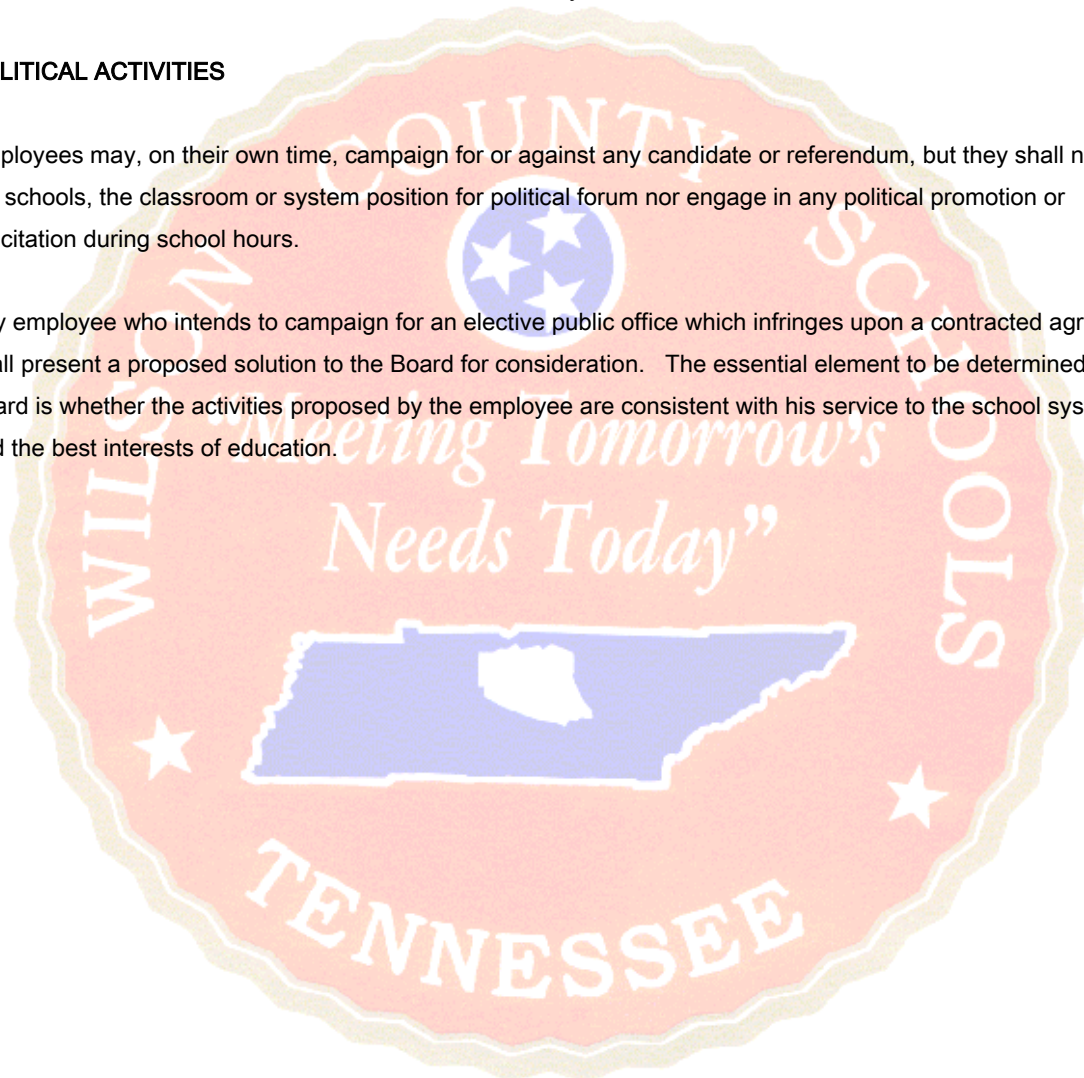 LITICAL ACTIVITIES
ployees may, on their own time, campaign for or against any candidate or referendum, but they shall n
schools, the classroom or system position for political forum nor engage in any political promotion or
citation during school hours.
y employee who intends to campaign for an elective public office which infringes upon a contracted agr
all present a proposed solution to the Board for consideration. The essential element to be determined
ard is whether the activities proposed by the employee are consistent with his service to the school sys
d the best interests of education.
WILSON COUNTY SCHOOLS
"Meeting Tomorrow's
Needs Today"
TENNESSEE